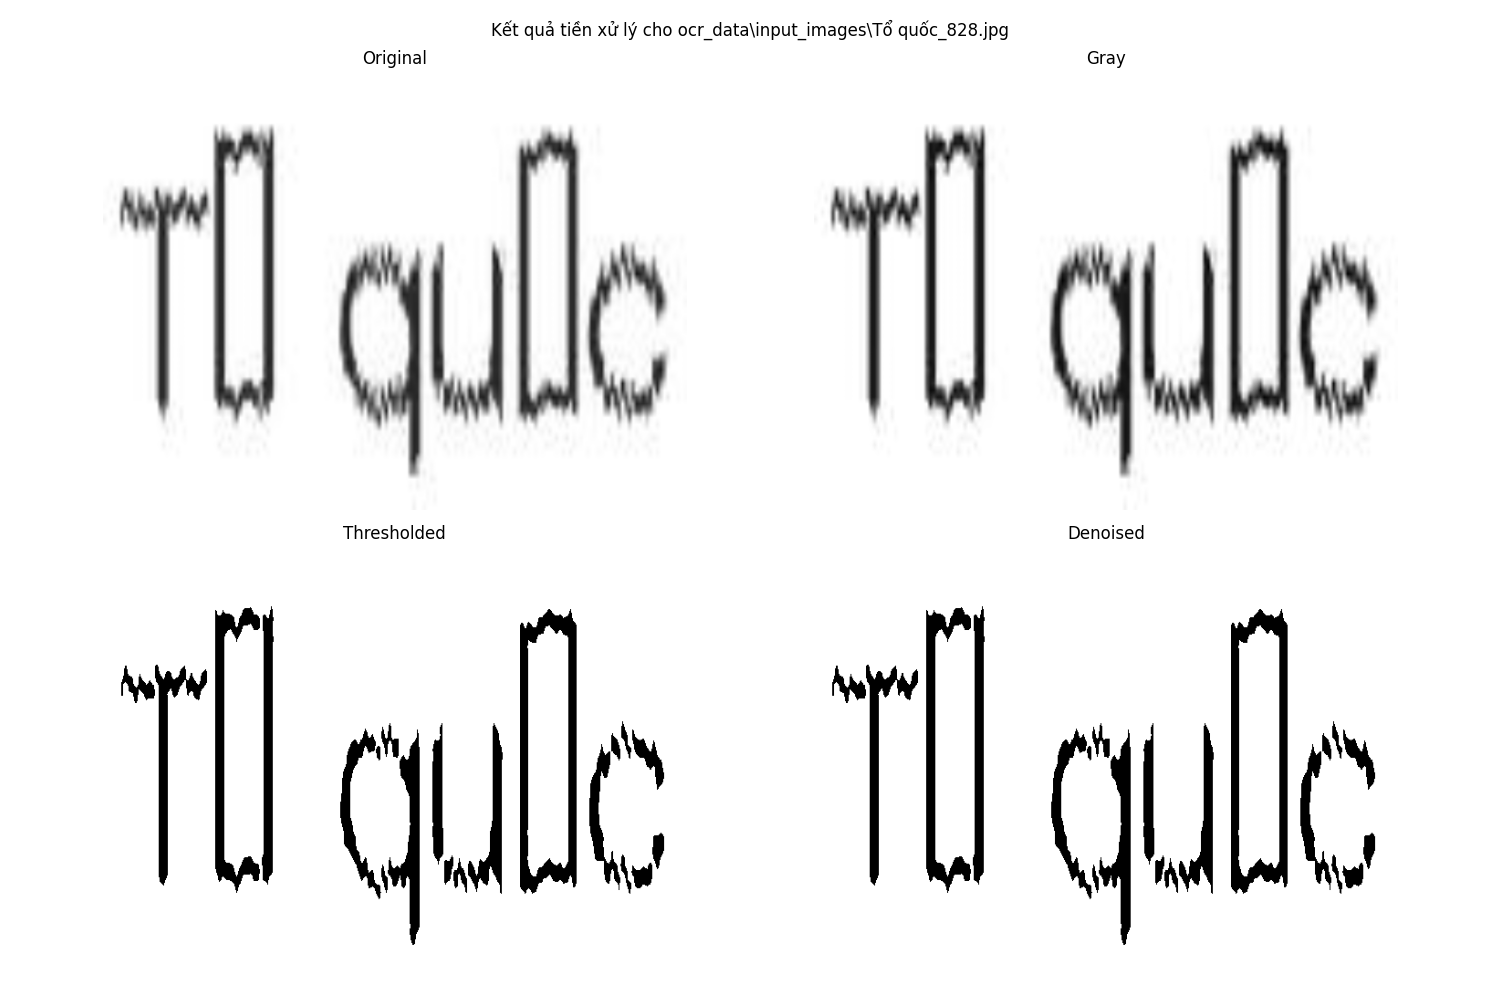 Kết quả tiền xử lý cho ocr_data\input_images\Tổ quốc_828.jpg
Original Gray
T▯ qu▯c T▯ qu▯c
Thresholded Denoised
T▯ qu▯c T▯ qu▯c